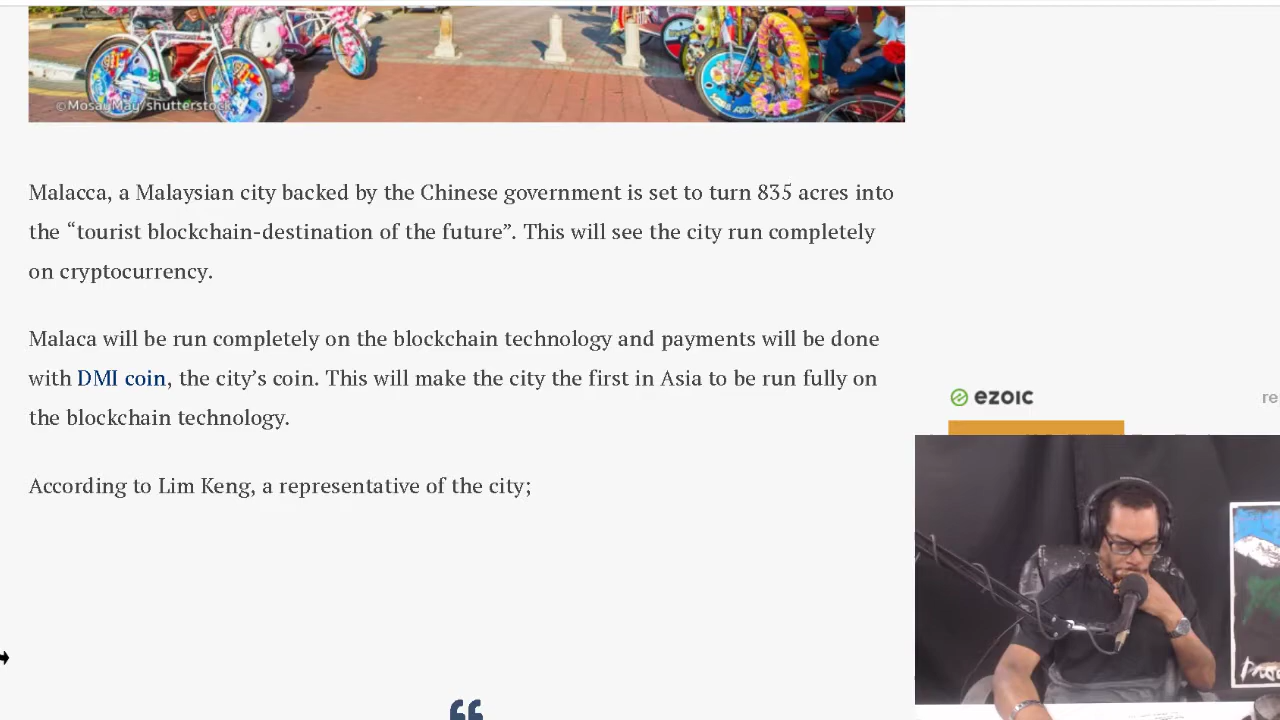 ©MosayMay/shutterstock
Malacca, a Malaysian city backed by the Chinese government is set to turn 835 acres into
the “tourist blockchain-destination of the future”. This will see the city run completely
on cryptocurrency.
Malaca will be run completely on the blockchain technology and payments will be done
with DMI coin, the city’s coin. This will make the city the first in Asia to be run fully on
the blockchain technology.
ezoic
re
According to Lim Keng, a representative of the city;
“